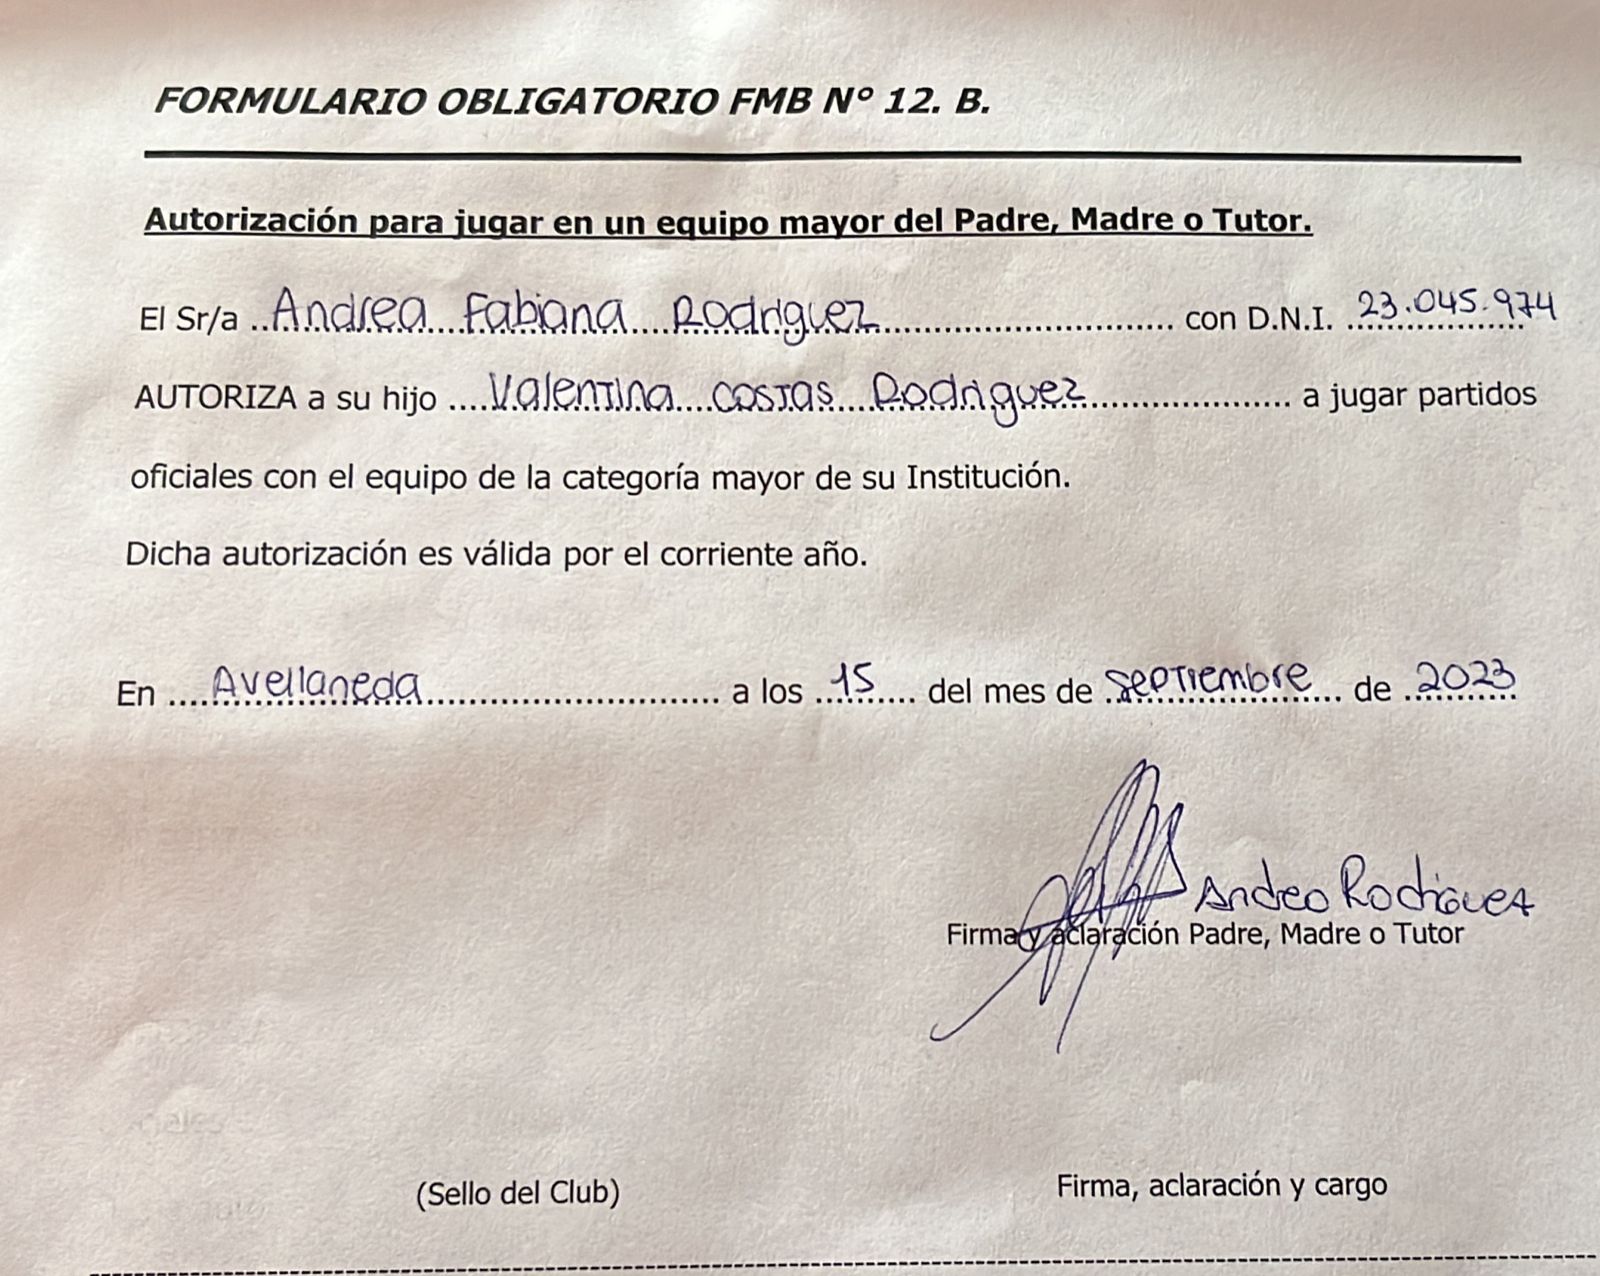 FORMULARIO OBLIGATORIO FMB Nº 12. B.
Autorización para jugar en un equipo mayor del Padre, Madre o Tutor.
El Sr/a ..Andrea....Fabiana....Rodriguez............................... con D.N.I. 23.045.974
AUTORIZA a su hijo ....Valentina....Costas....Rodriguez..................... a jugar partidos
oficiales con el equipo de la categoría mayor de su Institución.
Dicha autorización es válida por el corriente año.
En ....Avellaneda.............................. a los ..15.... del mes de septiembre... de ..2023
Andrea Rodriguez
Firma y aclaración Padre, Madre o Tutor
(Sello del Club)
Firma, aclaración y cargo